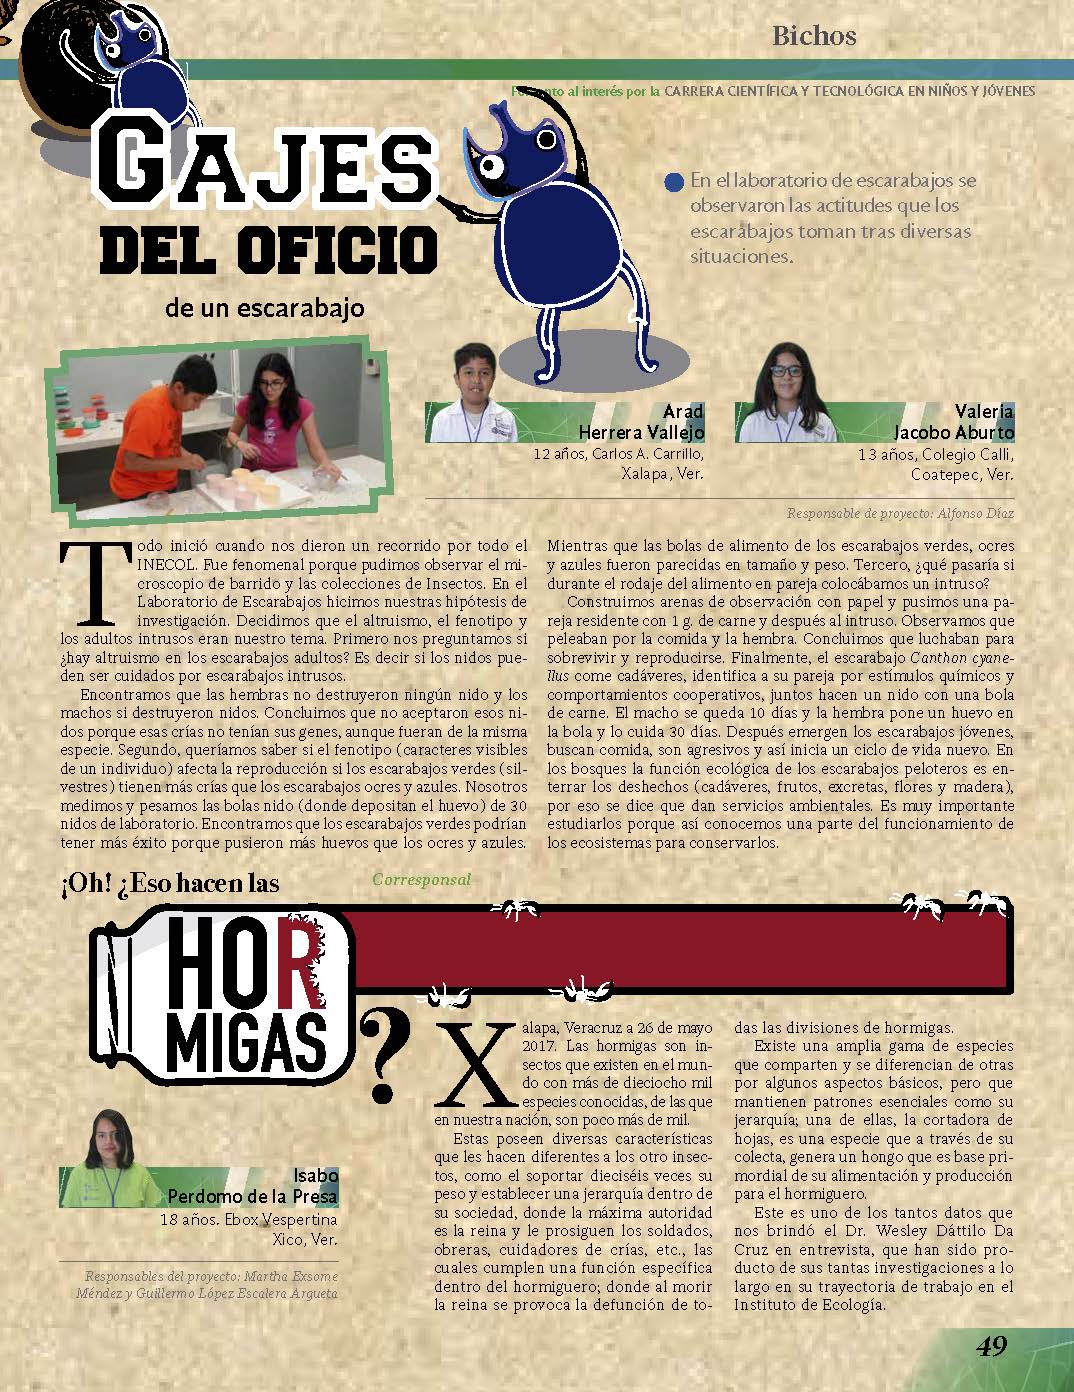 Bichos
Fomento al interés por la CARRERA CIENTÍFICA Y TECNOLÓGICA EN NIÑOS Y JÓVENES
GAJES
DEL OFICIO
de un escarabajo
En el laboratorio de escarabajos se
observaron las actitudes que los
escarabajos toman tras diversas
situaciones.
Arad
Herrera Vallejo
12 años, Carlos A. Carrillo,
Xalapa, Ver.
Valeria
Jacobo Aburto
13 años, Colegio Calli,
Coatepec, Ver.
Responsable de proyecto: Alfonso Díaz
Todo inició cuando nos dieron un recorrido por todo el
INECOL. Fue fenomenal porque pudimos observar el mi-
croscopio de barrido y las colecciones de Insectos. En el
Laboratorio de Escarabajos hicimos nuestras hipótesis de
investigación. Decidimos que el altruismo, el fenotipo y
los adultos intrusos eran nuestro tema. Primero nos preguntamos si
¿hay altruismo en los escarabajos adultos? Es decir si los nidos pue-
den ser cuidados por escarabajos intrusos.
Encontramos que las hembras no destruyeron ningún nido y los
machos si destruyeron nidos. Concluimos que no aceptaron esos ni-
dos porque esas crías no tenían sus genes, aunque fueran de la misma
especie. Segundo, queríamos saber si el fenotipo (caracteres visibles
de un individuo) afecta la reproducción si los escarabajos verdes (sil-
vestres) tienen más crías que los escarabajos ocres y azules. Nosotros
medimos y pesamos las bolas nido (donde depositan el huevo) de 30
nidos de laboratorio. Encontramos que los escarabajos verdes podrían
tener más éxito porque pusieron más huevos que los ocres y azules.
Mientras que las bolas de alimento de los escarabajos verdes, ocres
y azules fueron parecidas en tamaño y peso. Tercero, ¿qué pasaría si
durante el rodaje del alimento en pareja colocábamos un intruso?
Construimos arenas de observación con papel y pusimos una pa-
reja residente con 1 g. de carne y después al intruso. Observamos que
peleaban por la comida y la hembra. Concluimos que luchaban para
sobrevivir y reproducirse. Finalmente, el escarabajo Canthon cyane-
llus come cadáveres, identifica a su pareja por estímulos químicos y
comportamientos cooperativos, juntos hacen un nido con una bola
de carne. El macho se queda 10 días y la hembra pone un huevo en
la bola y lo cuida 30 días. Después emergen los escarabajos jóvenes,
buscan comida, son agresivos y así inicia un ciclo de vida nuevo. En
los bosques la función ecológica de los escarabajos peloteros es en-
terrar los deshechos (cadáveres, frutos, excretas, flores y madera),
por eso se dice que dan servicios ambientales. Es muy importante
estudiarlos porque así conocemos una parte del funcionamiento de
los ecosistemas para conservarlos.
¡Oh! ¿Eso hacen las
Corresponsal
HOR
MIGAS
?
Isabo
Perdomo de la Presa
18 años. Ebox Vespertina
Xico, Ver.
Responsables del proyecto: Martha Exsome
Méndez y Guillermo López Escalera Argueta
Xalapa, Veracruz a 26 de mayo
2017. Las hormigas son in-
sectos que existen en el mun-
do con más de dieciocho mil
especies conocidas, de las que
en nuestra nación, son poco más de mil.
Estas poseen diversas características
que les hacen diferentes a los otro insec-
tos, como el soportar dieciséis veces su
peso y establecer una jerarquía dentro de
su sociedad, donde la máxima autoridad
es la reina y le prosiguen los soldados,
obreras, cuidadores de crías, etc., las
cuales cumplen una función específica
dentro del hormiguero; donde al morir
la reina se provoca la defunción de to-
das las divisiones de hormigas.
Existe una amplia gama de especies
que comparten y se diferencian de otras
por algunos aspectos básicos, pero que
mantienen patrones esenciales como su
jerarquía; una de ellas, la cortadora de
hojas, es una especie que a través de su
colecta, genera un hongo que es base pri-
mordial de su alimentación y producción
para el hormiguero.
Este es uno de los tantos datos que
nos brindó el Dr. Wesley Dáttilo Da
Cruz en entrevista, que han sido pro-
ducto de sus tantas investigaciones a lo
largo en su trayectoria de trabajo en el
Instituto de Ecología.
49